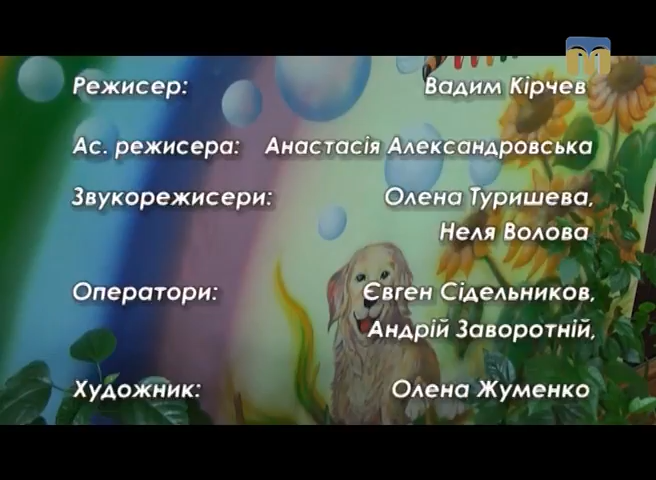 Режисер: Вадим Кірчев
Ас. режисера: Анастасія Александровська
Звукорежисери: Олена Туришева,
Неля Волова
Оператори: Євген Сідельников,
Андрій Заворотній,
Художник: Олена Жуменко